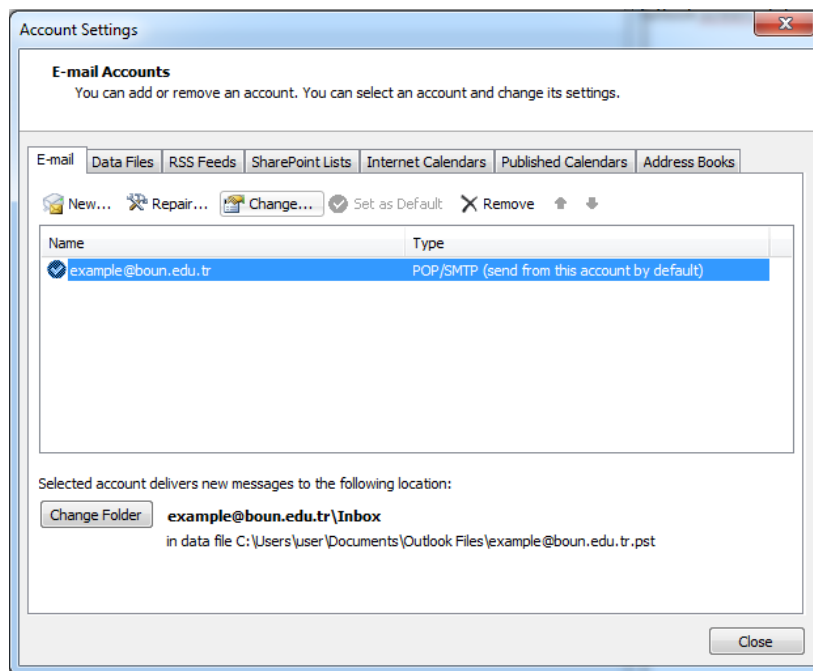 Account Settings
E-mail Accounts
You can add or remove an account. You can select an account and change its settings.
E-mail Data Files RSS Feeds SharePoint Lists Internet Calendars Published Calendars Address Books
New... Repair... Change... Set as Default Remove
Name Type
example@boun.edu.tr POP/SMTP (send from this account by default)
Selected account delivers new messages to the following location:
Change Folder example@boun.edu.tr\Inbox
in data file C:\Users\user\Documents\Outlook Files\example@boun.edu.tr.pst
Close